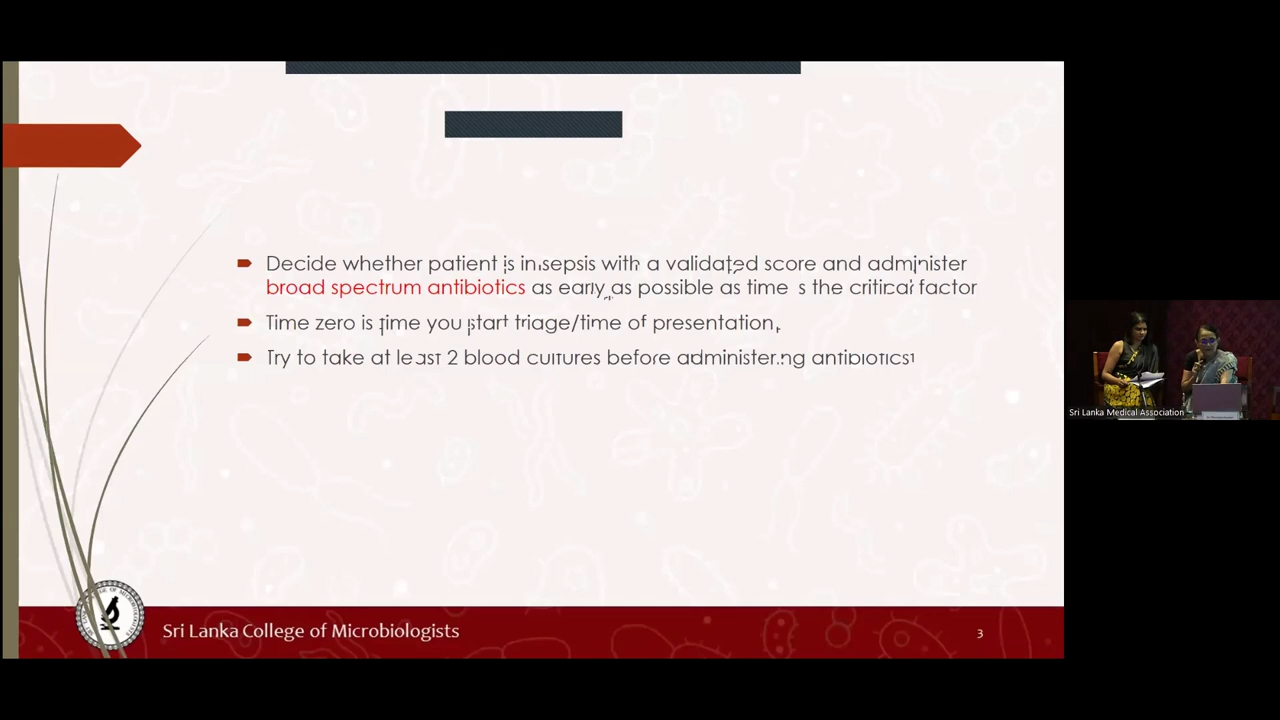 Decide whether patient is in sepsis with a validated score and administer
broad spectrum antibiotics as early as possible as time is the critical factor
Time zero is time you start triage/time of presentation.
Try to take at least 2 blood cultures before administering antibiotics!
Sri Lanka College of Microbiologists
3
Sri Lanka Medical Association